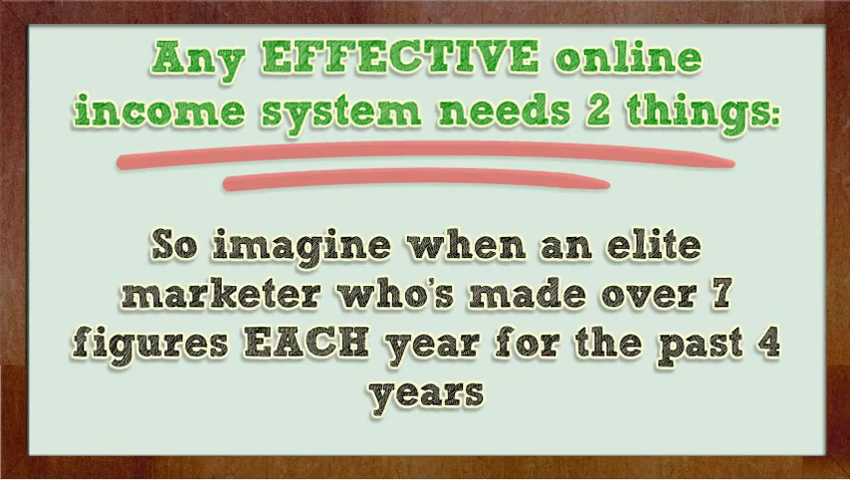 Any EFFECTIVE online
income system needs 2 things:
So imagine when an elite
marketer who's made over 7
figures EACH year for the past 4
years